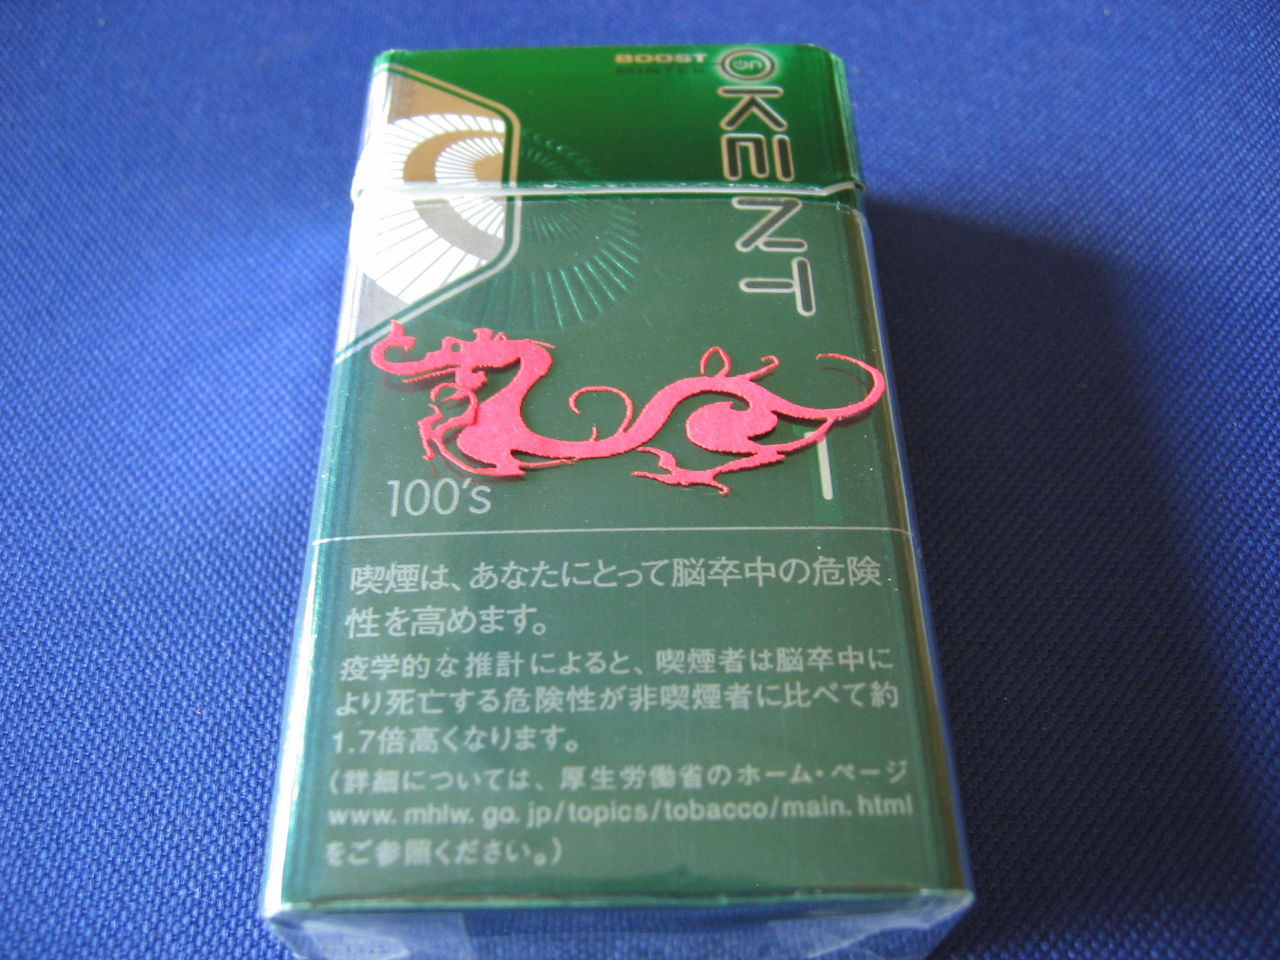 BOOST
MINTEK
on
KENT
1
100's
喫煙は、あなたにとって脳卒中の危険
性を高めます。
疫学的な推計によると、喫煙者は脳卒中に
より死亡する危険性が非喫煙者に比べて約
1.7倍高くなります。
(詳細については、厚生労働省のホーム・ページ
www.mhlw.go.jp/topics/tobacco/main.html
をご参照ください。)